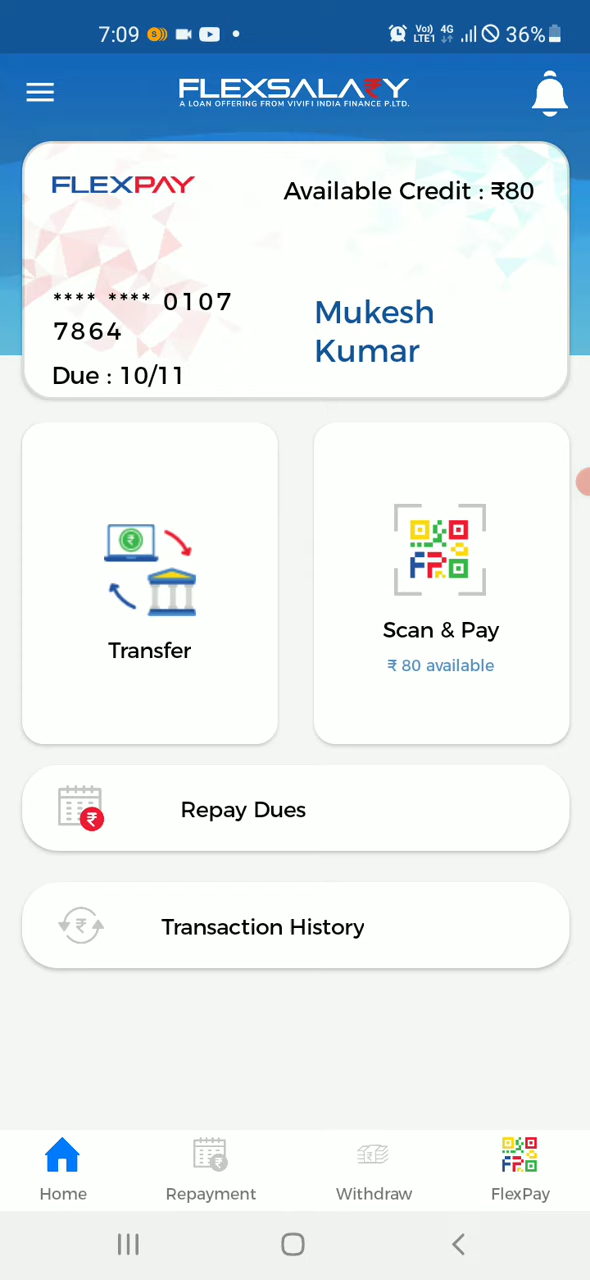 7:09
Vo)) 4G
LTE1
36%
FLEXSALARY
A LOAN OFFERING FROM VIVIFI INDIA FINANCE P.LTD.
FLEXPAY
Available Credit : ₹80
**** **** 0107
7864
Mukesh
Kumar
Due : 10/11
Transfer
Scan & Pay
₹ 80 available
Repay Dues
Transaction History
Home
Repayment
Withdraw
FlexPay